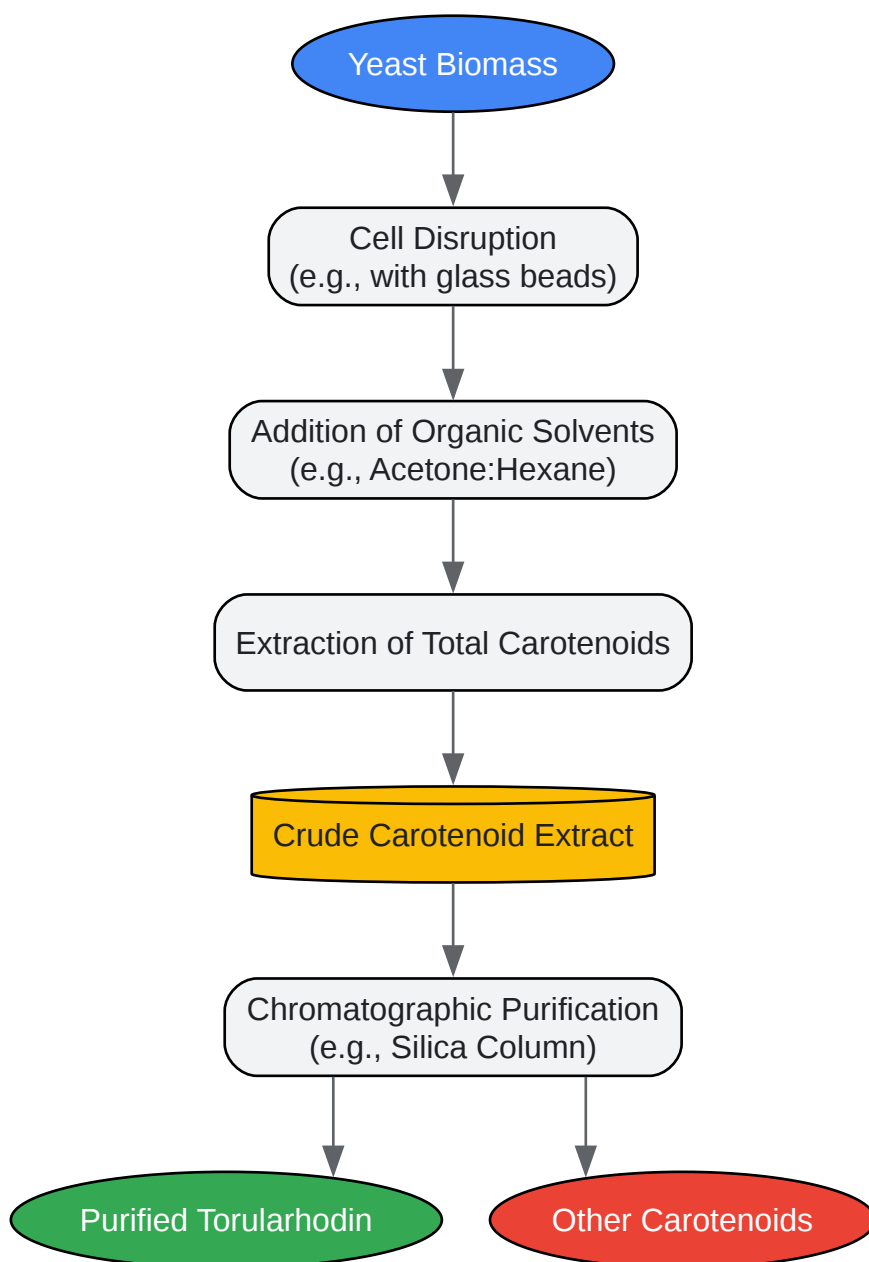 Yeast Biomass
Cell Disruption
(e.g., with glass beads)
Addition of Organic Solvents
(e.g., Acetone:Hexane)
Extraction of Total Carotenoids
Crude Carotenoid Extract
Chromatographic Purification
(e.g., Silica Column)
Purified Torularhodin
Other Carotenoids